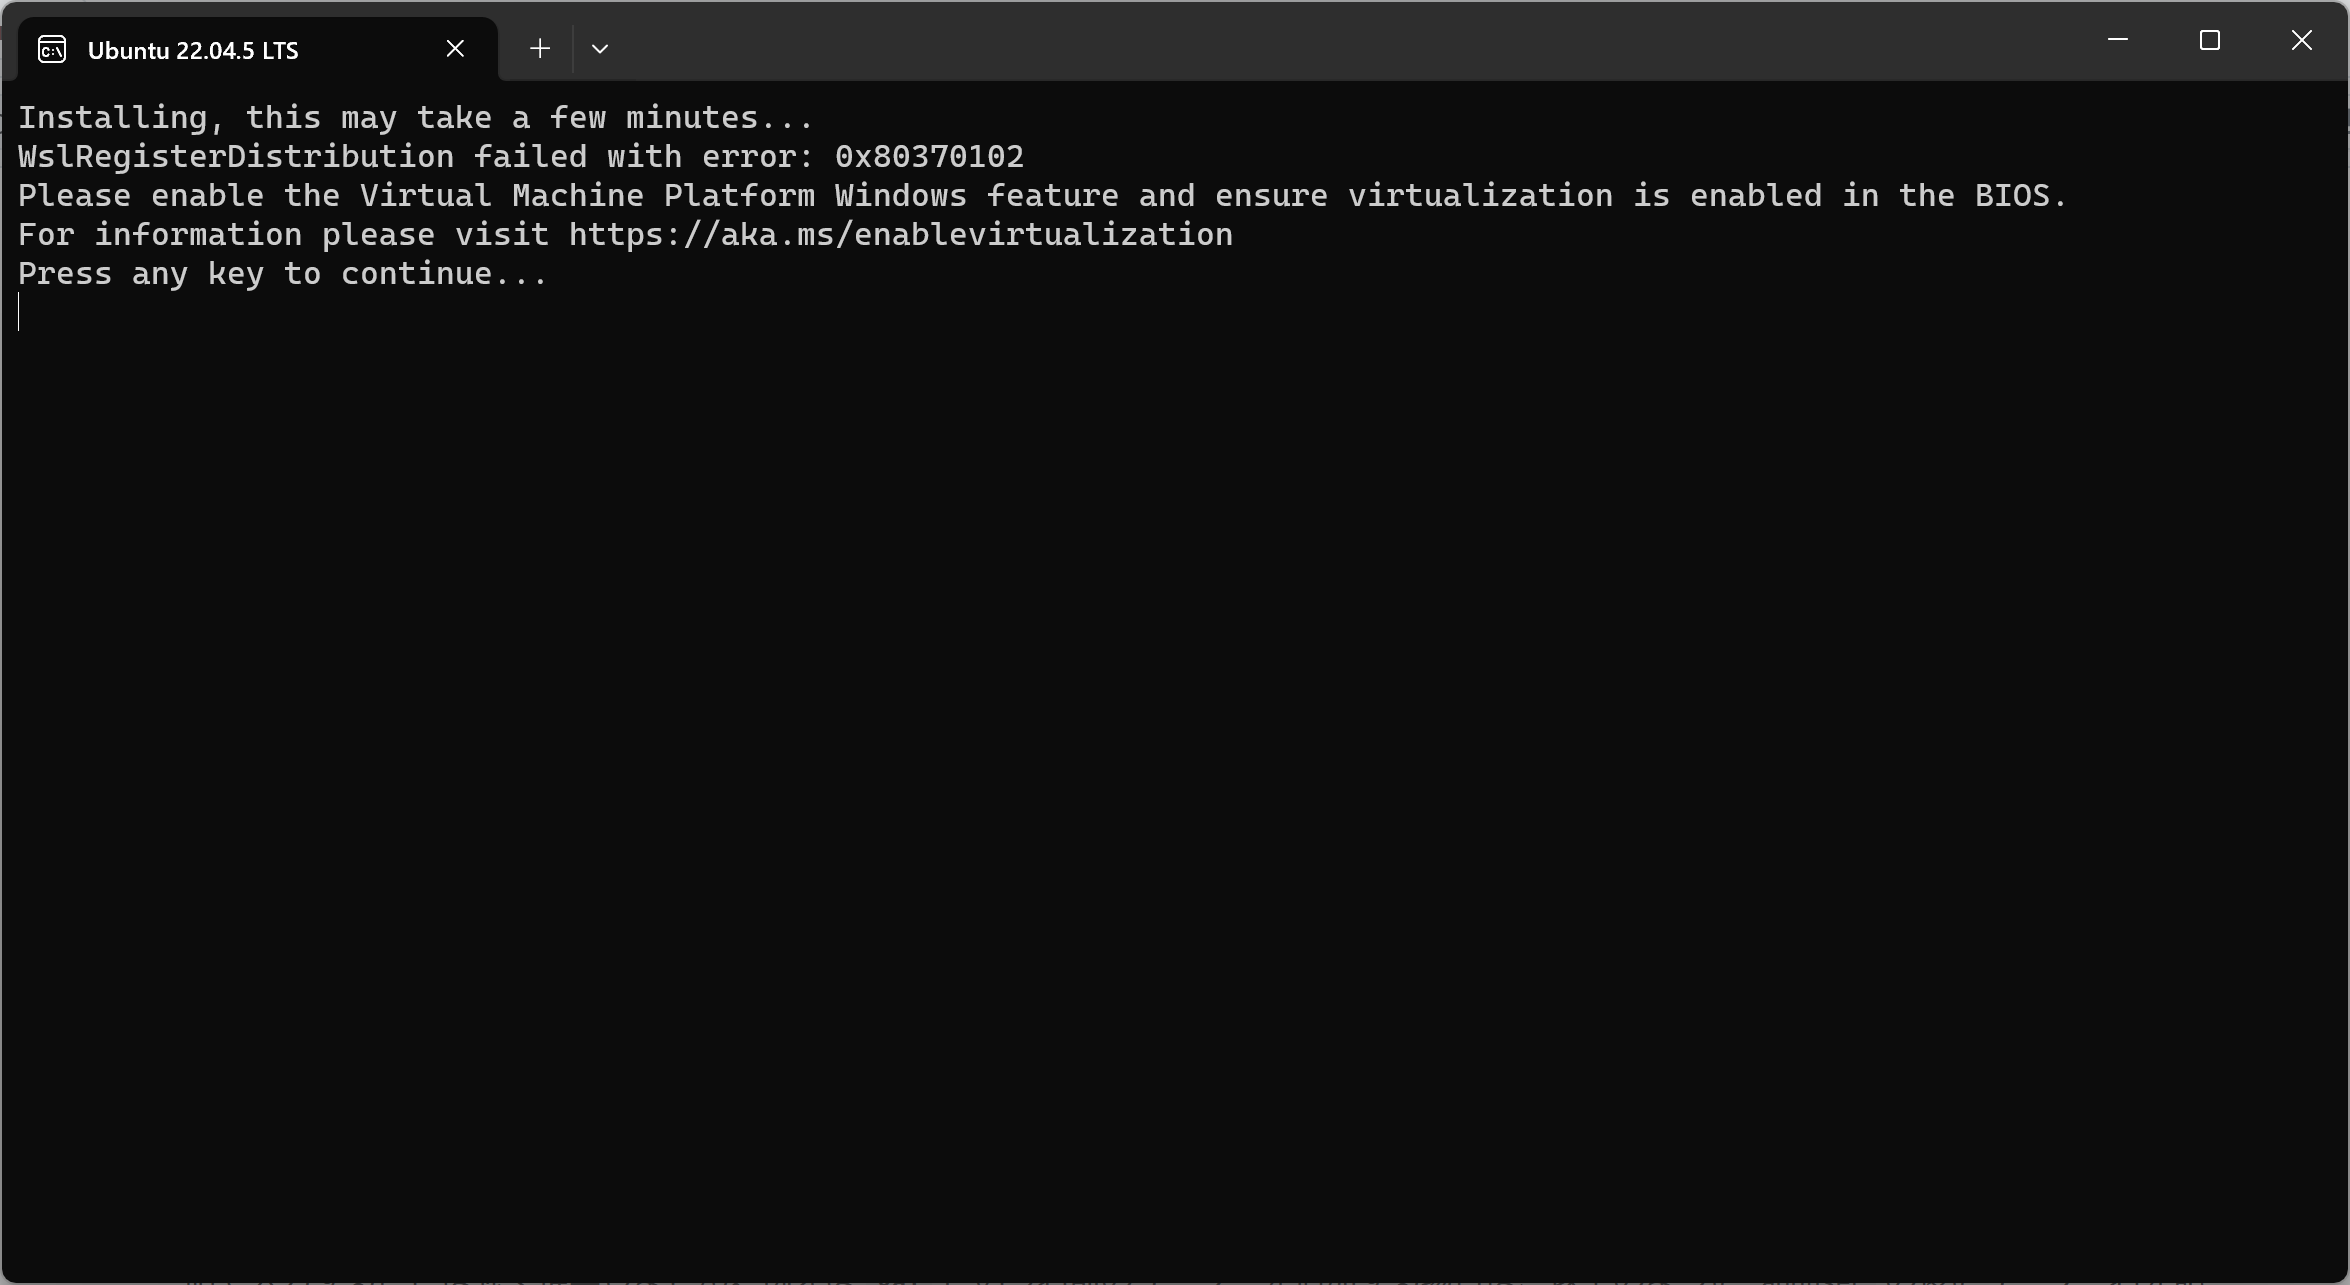 Ubuntu 22.04.5 LTS
Installing, this may take a few minutes...
WslRegisterDistribution failed with error: 0x80370102
Please enable the Virtual Machine Platform Windows feature and ensure virtualization is enabled in the BIOS.
For information please visit https://aka.ms/enablevirtualization
Press any key to continue...